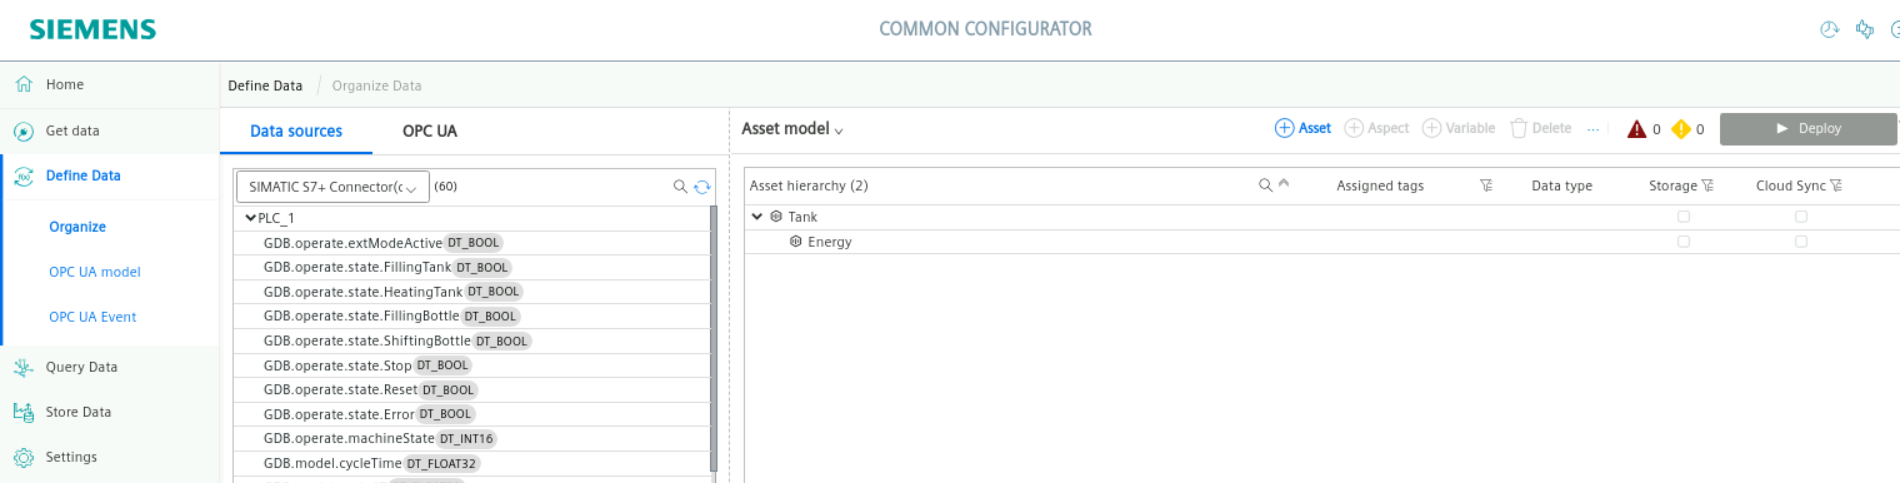 SIEMENS
COMMON CONFIGURATOR
Home
Get data
Define Data
Organize
OPC UA model
OPC UA Event
Query Data
Store Data
Settings
Define Data / Organize Data
Data sources OPC UA
SIMATIC S7+ Connector(c (60)
PLC_1
GDB.operate.extModeActive DT_BOOL
GDB.operate.state.FillingTank DT_BOOL
GDB.operate.state.HeatingTank DT_BOOL
GDB.operate.state.FillingBottle DT_BOOL
GDB.operate.state.ShiftingBottle DT_BOOL
GDB.operate.state.Stop DT_BOOL
GDB.operate.state.Reset DT_BOOL
GDB.operate.state.Error DT_BOOL
GDB.operate.machineState DT_INT16
GDB.model.cycleTime DT_FLOAT32
Asset model Asset Aspect Variable Delete ... 0 0 Deploy
Asset hierarchy (2) Assigned tags Data type Storage Cloud Sync
Tank
Energy